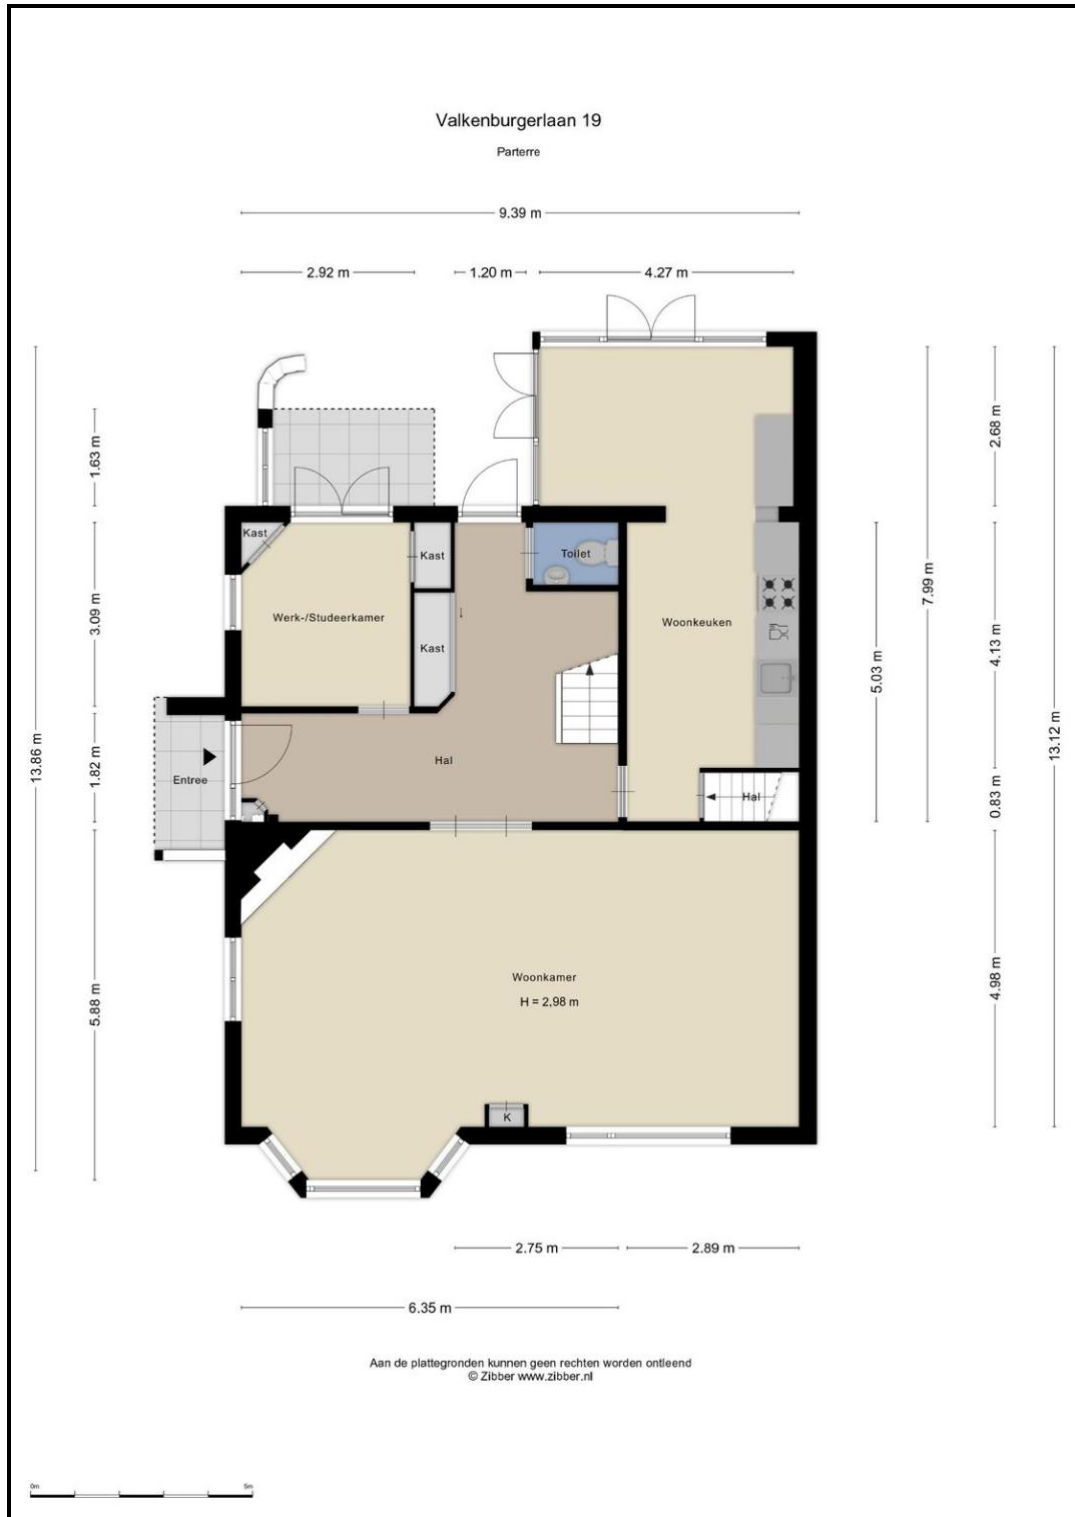 Valkenburgerlaan 19
Parterre
9.39 m
2.92 m
1.20 m
4.27 m
Kast
Kast
Toilet
Werk-/Studeerkamer
Woonkeuken
Kast
Hal
Entree
Hal
Woonkamer
H = 2,98 m
K
13.86 m
1.63 m
3.09 m
1.82 m
5.88 m
5.03 m
7.99 m
2.68 m
4.13 m
0.83 m
4.98 m
13.12 m
2.75 m
2.89 m
6.35 m
Aan de plattegronden kunnen geen rechten worden ontleend
© Zibber www.zibber.nl
0m
5m